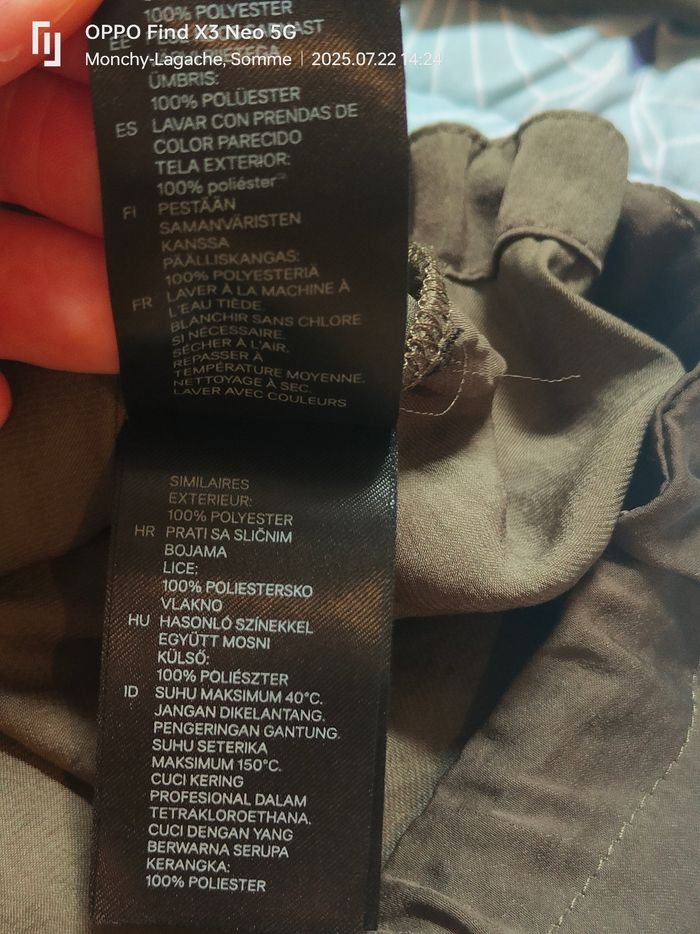 OPPO Find X3 Neo 5G
Monchy-Lagache, Somme | 2025.07.22 14:24
100% POLYESTER
EE
ÜMBRIS:
100% POLÜESTER
ES LAVAR CON PRENDAS DE
COLOR PARECIDO
TELA EXTERIOR:
100% poliéster
FI PESTÄÄN
SAMANVÄRISTEN
KANSSA
PÄÄLLISKANGAS:
100% POLYESTERIÄ
FR LAVER À LA MACHINE À
L'EAU TIÈDE.
BLANCHIR SANS CHLORE
SI NÉCESSAIRE.
SÉCHER À L'AIR.
REPASSER À
TEMPÉRATURE MOYENNE.
NETTOYAGE À SEC.
LAVER AVEC COULEURS
SIMILAIRES
EXTERIEUR:
100% POLYESTER
HR PRATI SA SLIČNIM
BOJAMA
LICE:
100% POLIESTERSKO
VLAKNO
HU HASONLÓ SZÍNEKKEL
EGYÜTT MOSNI
KÜLSŐ:
100% POLIÉSZTER
ID SUHU MAKSIMUM 40°C.
JANGAN DIKELANTANG.
PENGERINGAN GANTUNG.
SUHU SETERIKA
MAKSIMUM 150°C.
CUCI KERING
PROFESIONAL DALAM
TETRAKLOROETHANA.
CUCI DENGAN YANG
BERWARNA SERUPA
KERANGKA:
100% POLIESTER